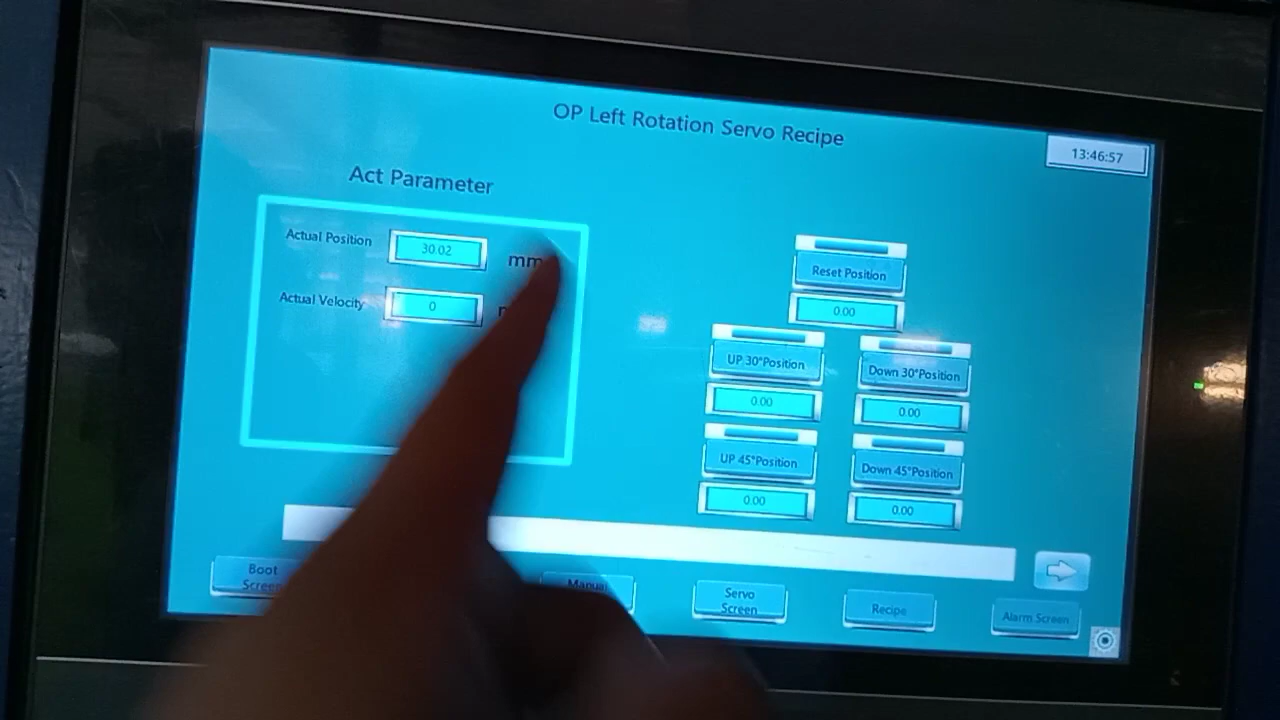 OP Left Rotation Servo Recipe
13:46:57
Act Parameter
Actual Position 30.02 mm
Actual Velocity 0
Reset Position
0.00
UP 30°Position Down 30°Position
0.00 0.00
UP 45°Position Down 45°Position
0.00 0.00
Boot
Screen
Manual
Servo
Screen
Recipe
Alarm Screen